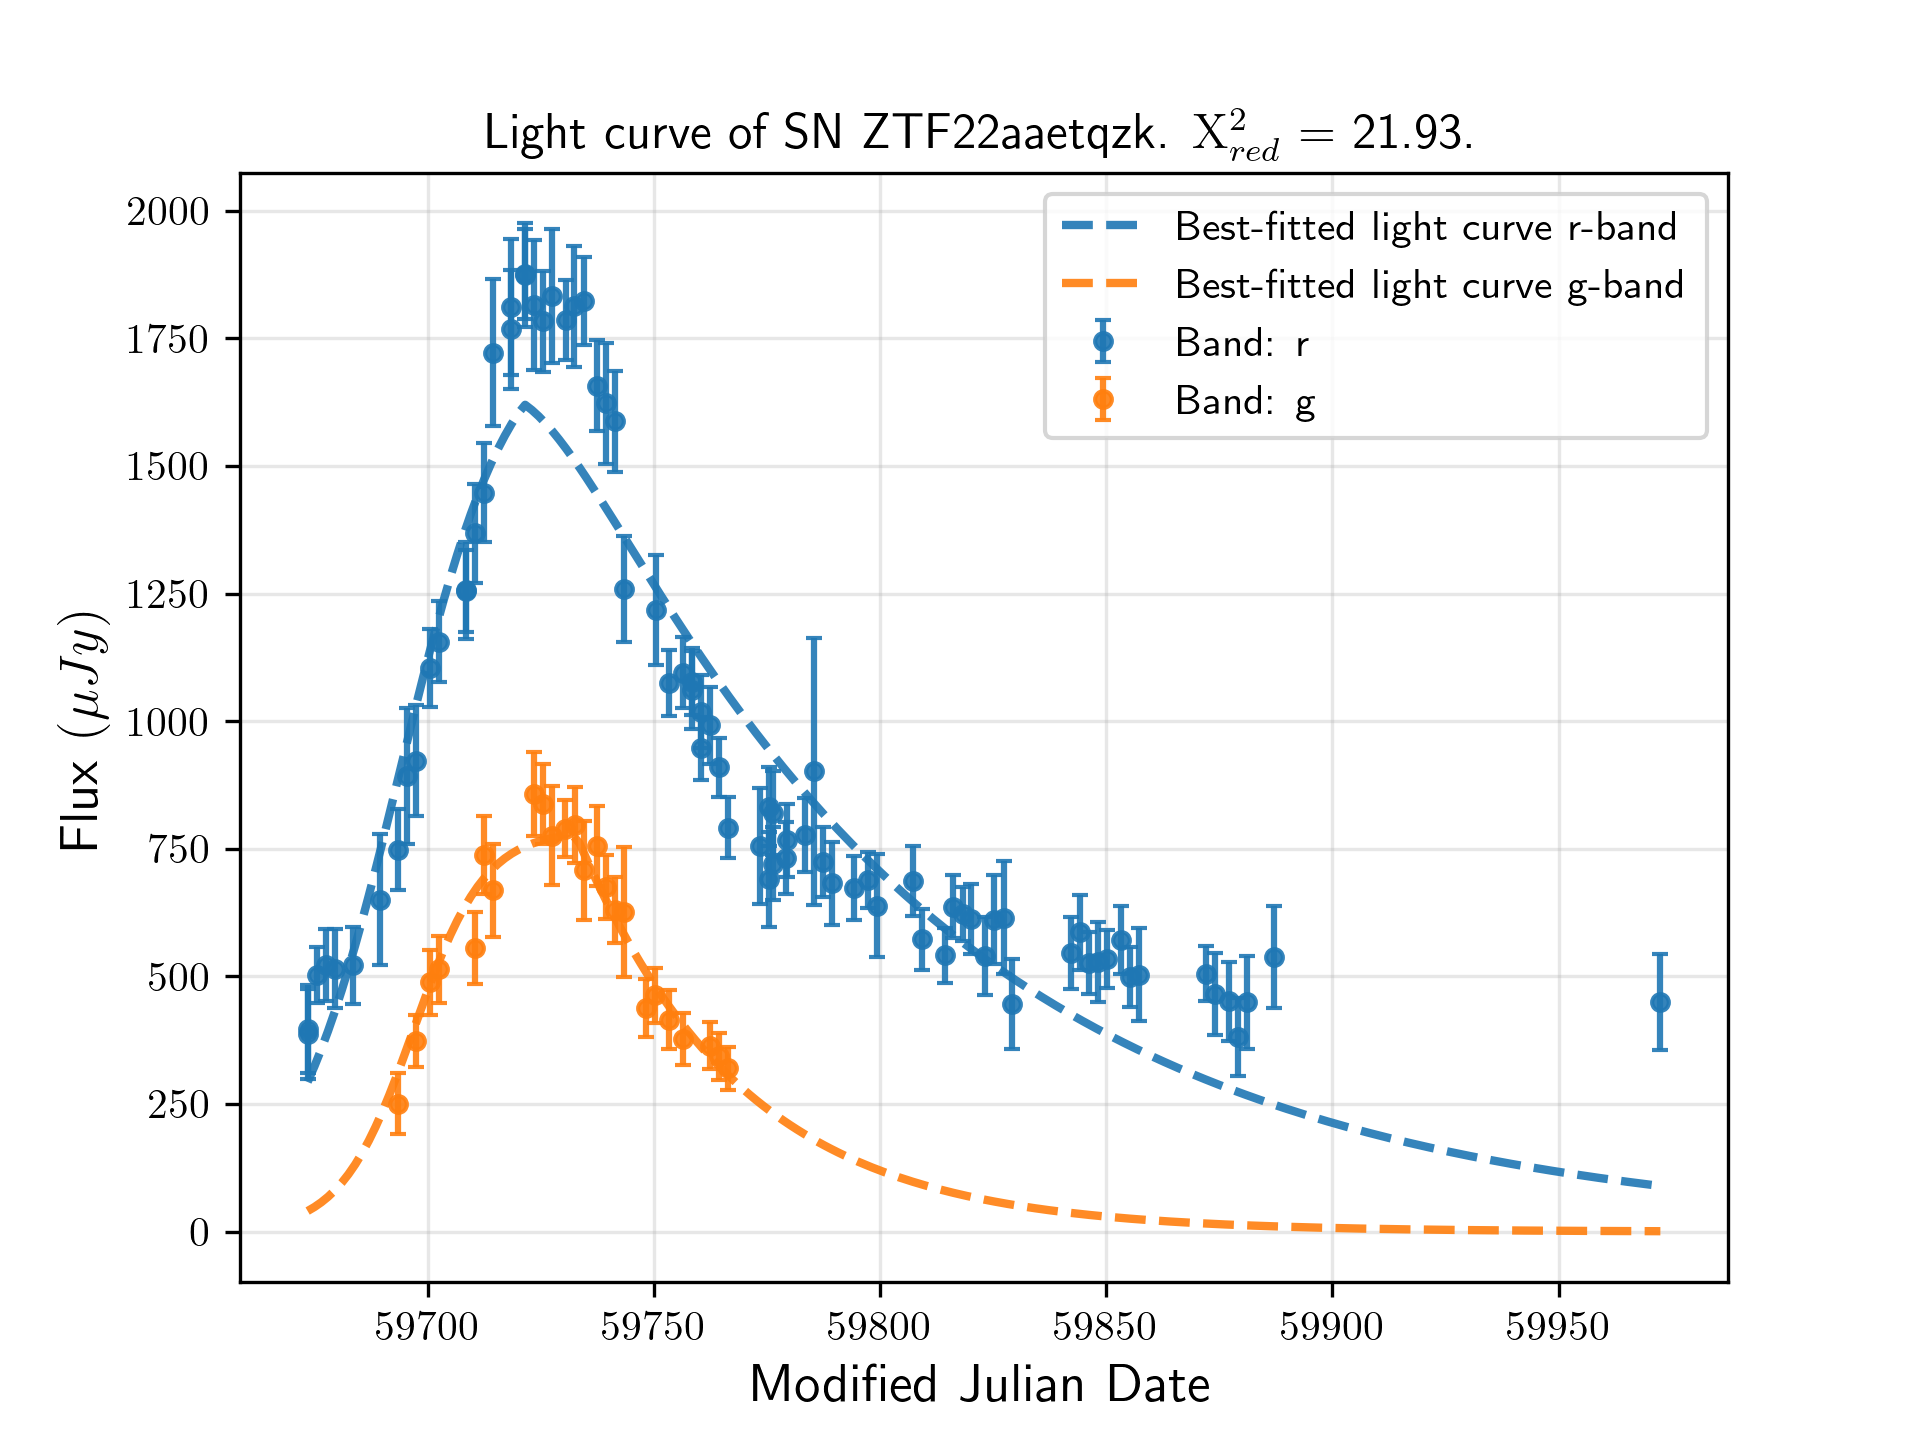 Light curve of SN ZTF22aaetqzk. X²_red = 21.93.
2000
1750
1500
1250
1000
750
500
250
0
Flux (μJy)
Best-fitted light curve r-band
Best-fitted light curve g-band
Band: r
Band: g
59700 59750 59800 59850 59900 59950
Modified Julian Date